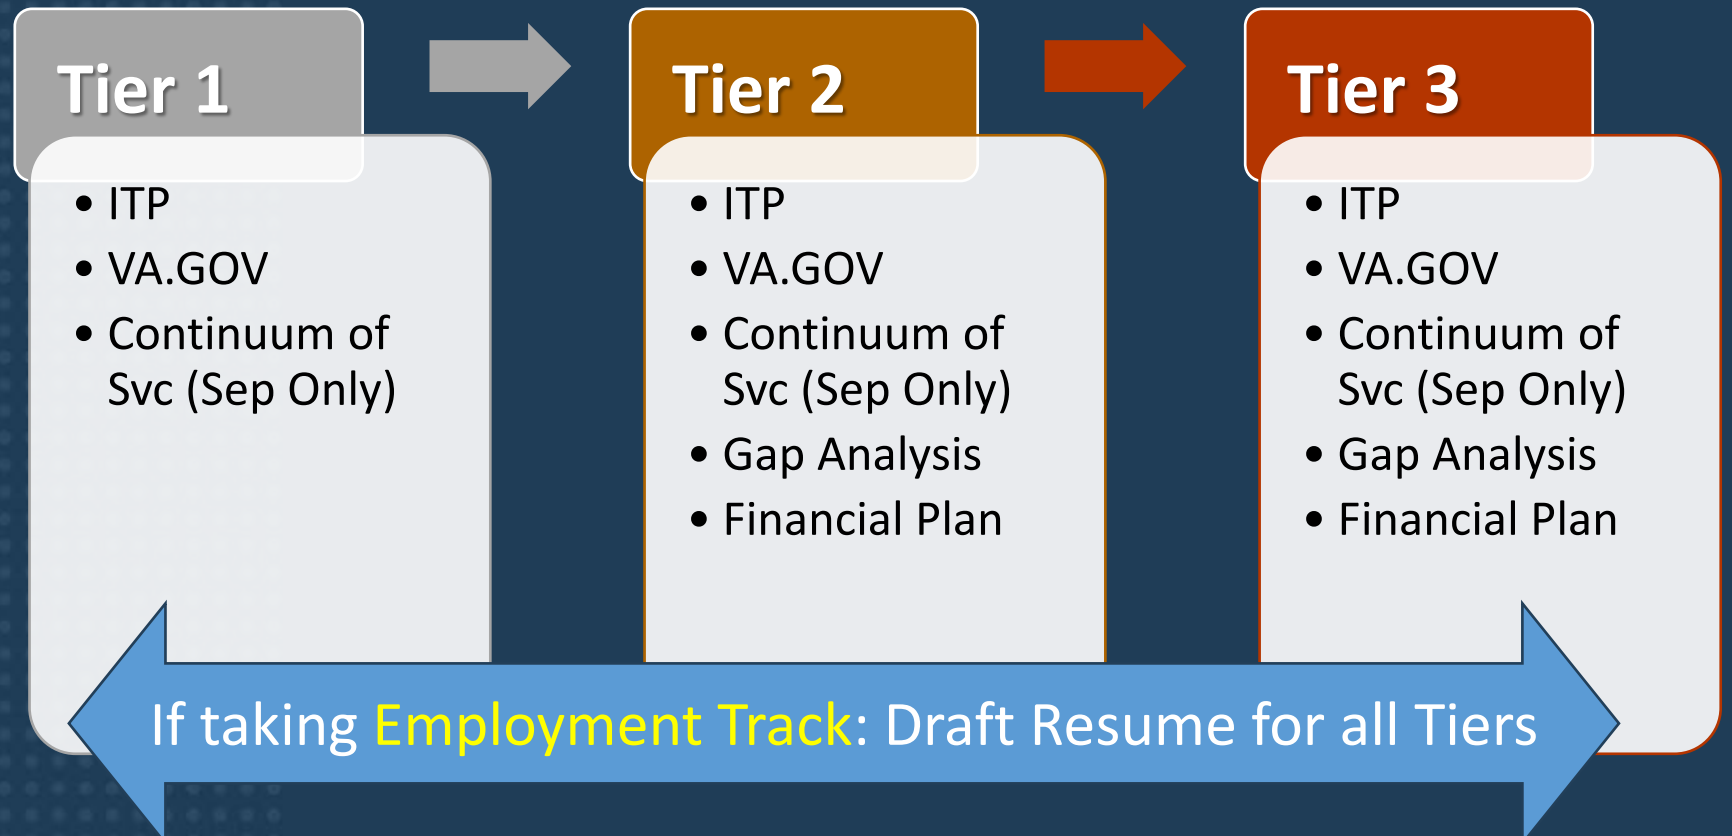 Tier 1
• ITP
• VA.GOV
• Continuum of
Svc (Sep Only)
Tier 2
• ITP
• VA.GOV
• Continuum of
Svc (Sep Only)
• Gap Analysis
• Financial Plan
Tier 3
• ITP
• VA.GOV
• Continuum of
Svc (Sep Only)
• Gap Analysis
• Financial Plan
If taking Employment Track: Draft Resume for all Tiers